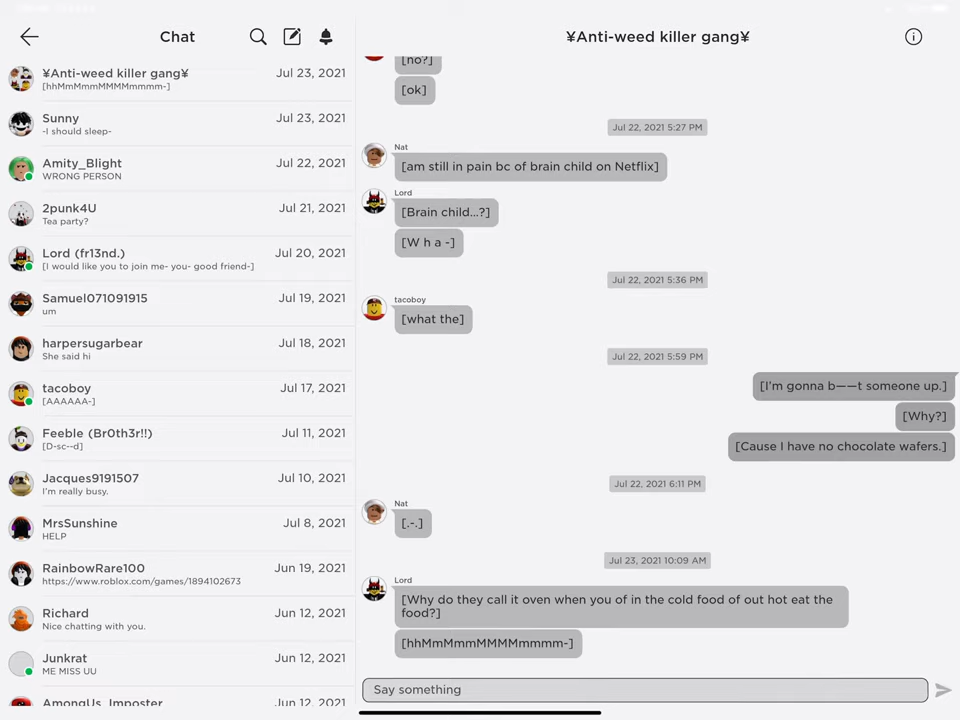 Chat
¥Anti-weed killer gang¥
Jul 23, 2021
[hhMmMmmMMMMmmmm-]
Sunny
Jul 23, 2021
-I should sleep-
Amity_Blight
Jul 22, 2021
WRONG PERSON
2punk4U
Jul 21, 2021
Tea party?
Lord (fr13nd.)
Jul 20, 2021
[I would like you to join me- you- good friend-]
Samuel071091915
Jul 19, 2021
um
harpersugarbear
Jul 18, 2021
She said hi
tacoboy
Jul 17, 2021
[AAAAAA-]
Feeble (Br0th3r!!)
Jul 11, 2021
[D-sc--d]
Jacques9191507
Jul 10, 2021
I'm really busy.
MrsSunshine
Jul 8, 2021
HELP
RainbowRare100
Jun 19, 2021
https://www.roblox.com/games/1894102673
Richard
Jun 12, 2021
Nice chatting with you.
Junkrat
Jun 12, 2021
ME MISS UU
AmongUs_Imposter
Jun 12, 2021
¥Anti-weed killer gang¥
[no?]
[ok]
Jul 22, 2021 5:27 PM
Nat
[am still in pain bc of brain child on Netflix]
Lord
[Brain child...?]
[W h a -]
Jul 22, 2021 5:36 PM
tacoboy
[what the]
Jul 22, 2021 5:59 PM
[I'm gonna b——t someone up.]
[Why?]
[Cause I have no chocolate wafers.]
Jul 22, 2021 6:11 PM
Nat
[.-.]
Jul 23, 2021 10:09 AM
Lord
[Why do they call it oven when you of in the cold food of out hot eat the
food?]
[hhMmMmmMMMMmmmm-]
Say something